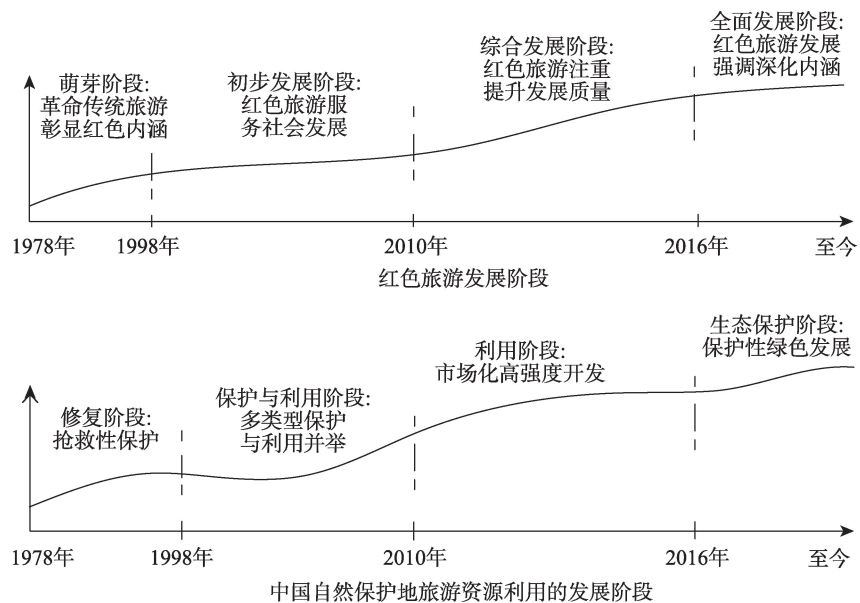 萌芽阶段:
革命传统旅游
彰显红色内涵
初步发展阶段:
红色旅游服
务社会发展
综合发展阶段:
红色旅游注重
提升发展质量
全面发展阶段:
红色旅游发展
强调深化内涵
1978年
1998年
2010年
2016年
至今
红色旅游发展阶段
修复阶段:
抢救性保护
保护与利用阶段:
多类型保护
与利用并举
利用阶段:
市场化高强度开发
生态保护阶段:
保护性绿色发展
1978年
1998年
2010年
2016年
至今
中国自然保护地旅游资源利用的发展阶段